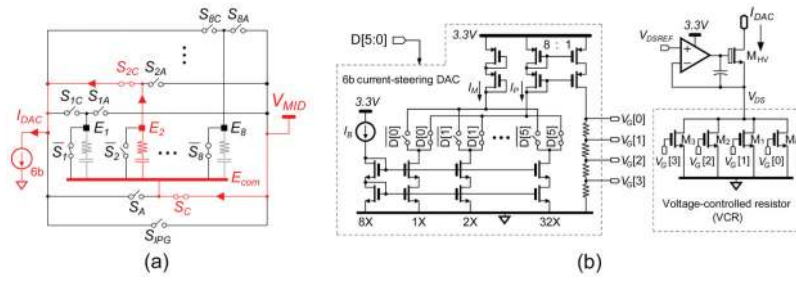 S8C S8A
S2C S2A
S1C S1A
IDAC
6b
E1
E2
E8
S1
S2
S8
VMID
Ecom
SA
SC
SIPG
(a)
D[5:0]
3.3V
8 : 1
6b current-steering DAC
IM
IP
3.3V
IB
D[0] D[0] D[1] D[1] D[5] D[5]
8X 1X 2X 32X
VG[0]
VG[1]
VG[2]
VG[3]
(b)
3.3V
IDAC
VDSREF
MHV
VDS
M3 M2 M1
VG[3] VG[2] VG[1] VG[0]
Voltage-controlled resistor
(VCR)